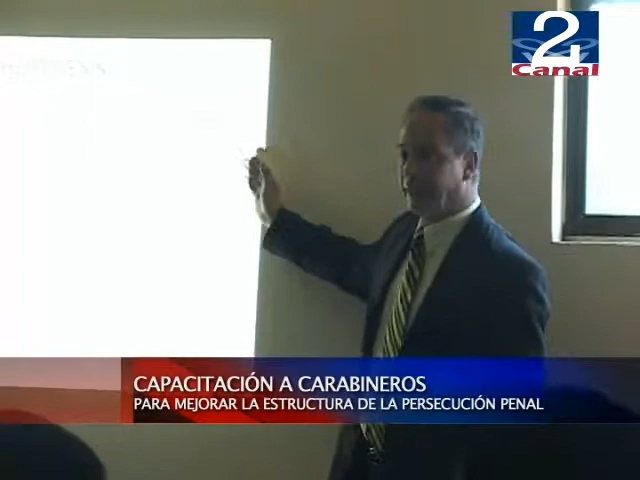 2
Canal
CAPACITACIÓN A CARABINEROS
PARA MEJORAR LA ESTRUCTURA DE LA PERSECUCIÓN PENAL